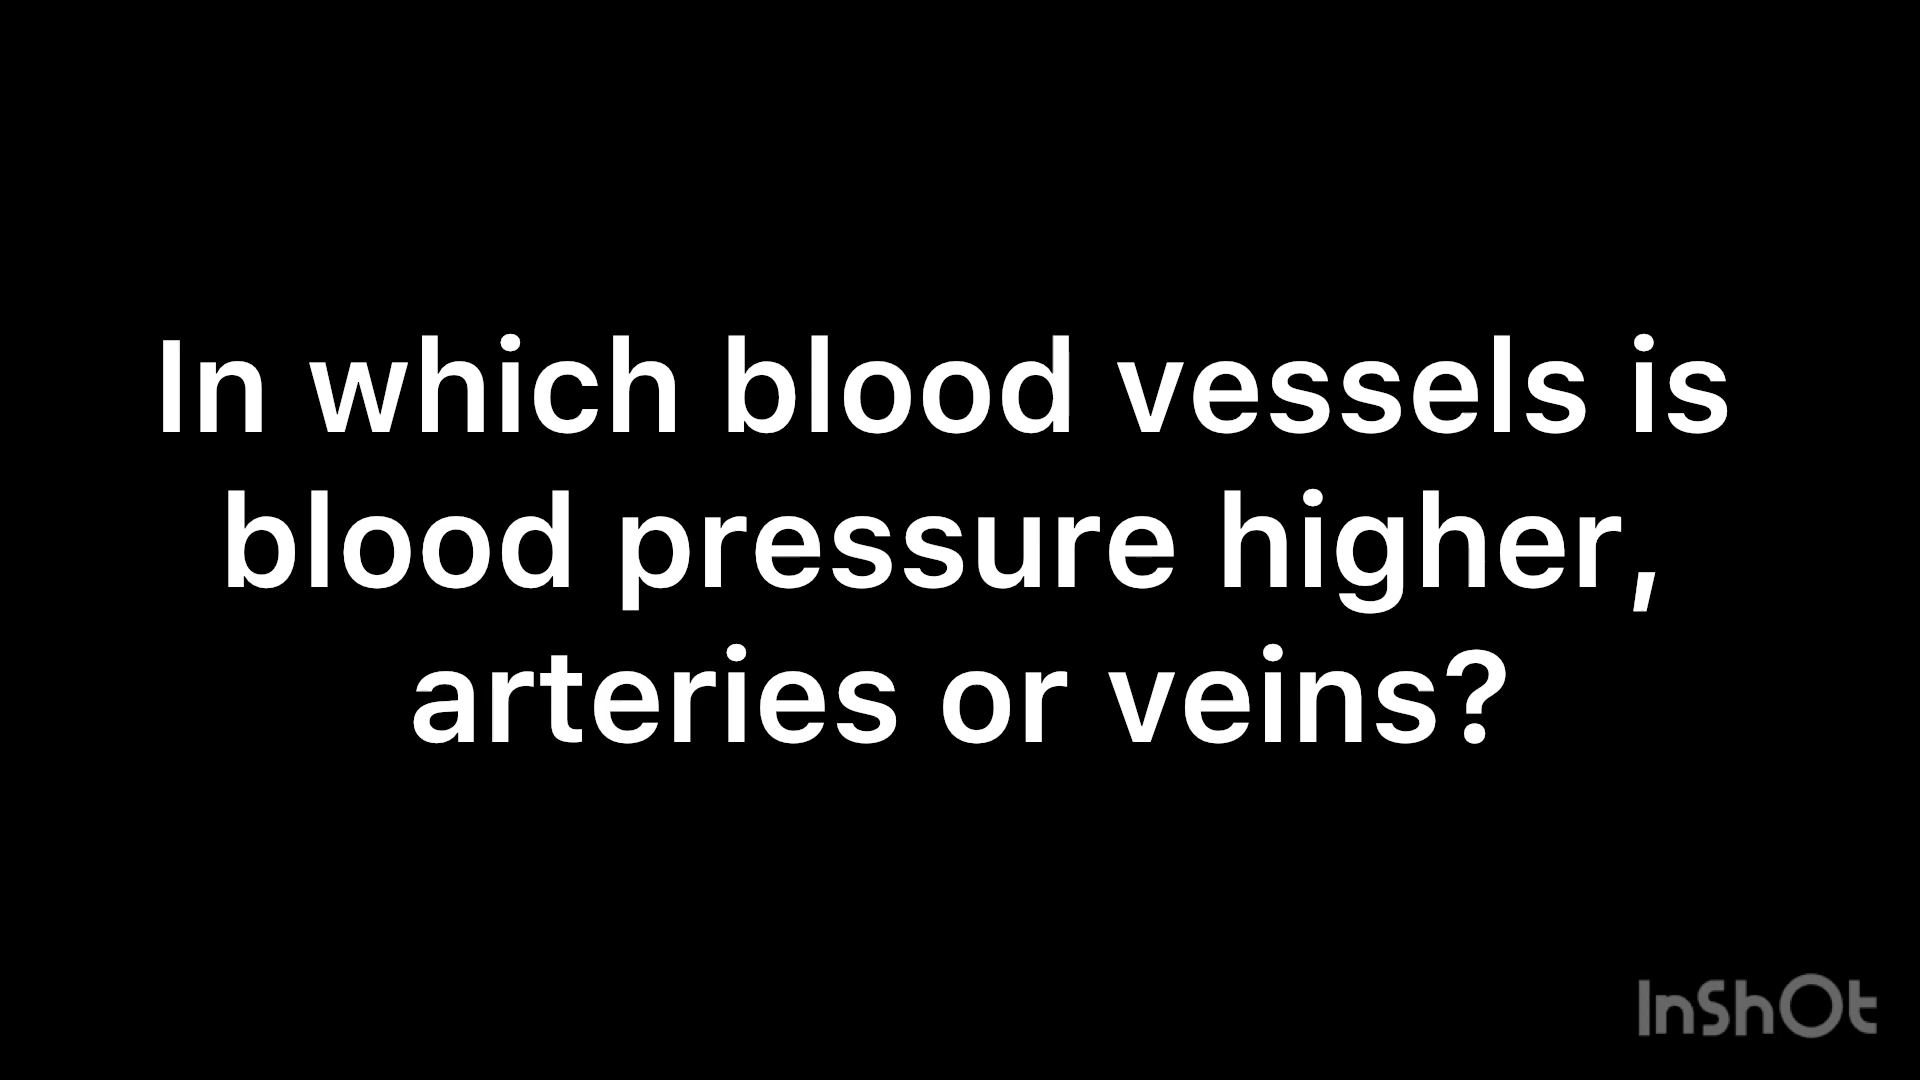 In which blood vessels is
blood pressure higher,
arteries or veins?
InShOt